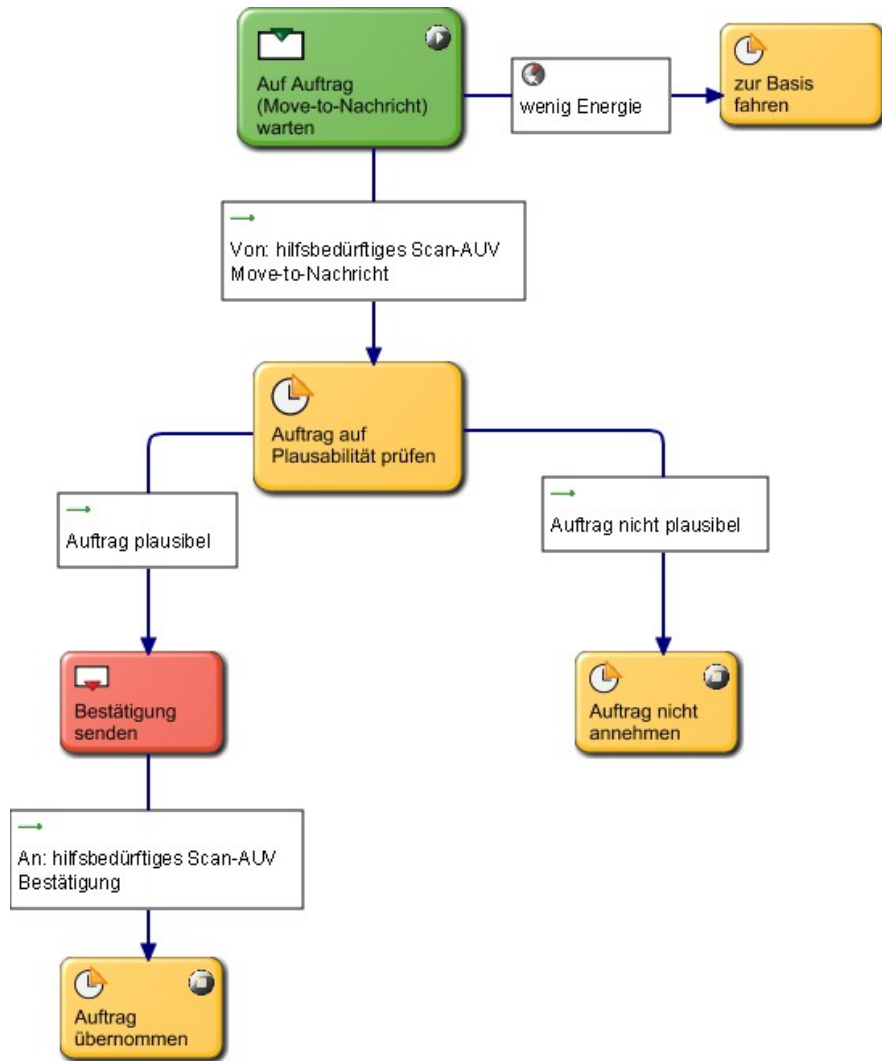 Auf Auftrag
(Move-to-Nachricht)
warten
wenig Energie
zur Basis
fahren
Von: hilfsbedürftiges Scan-AUV
Move-to-Nachricht
Auftrag auf
Plausabilität prüfen
Auftrag plausibel
Auftrag nicht plausibel
Bestätigung
senden
Auftrag nicht
annehmen
An: hilfsbedürftiges Scan-AUV
Bestätigung
Auftrag
übernommen